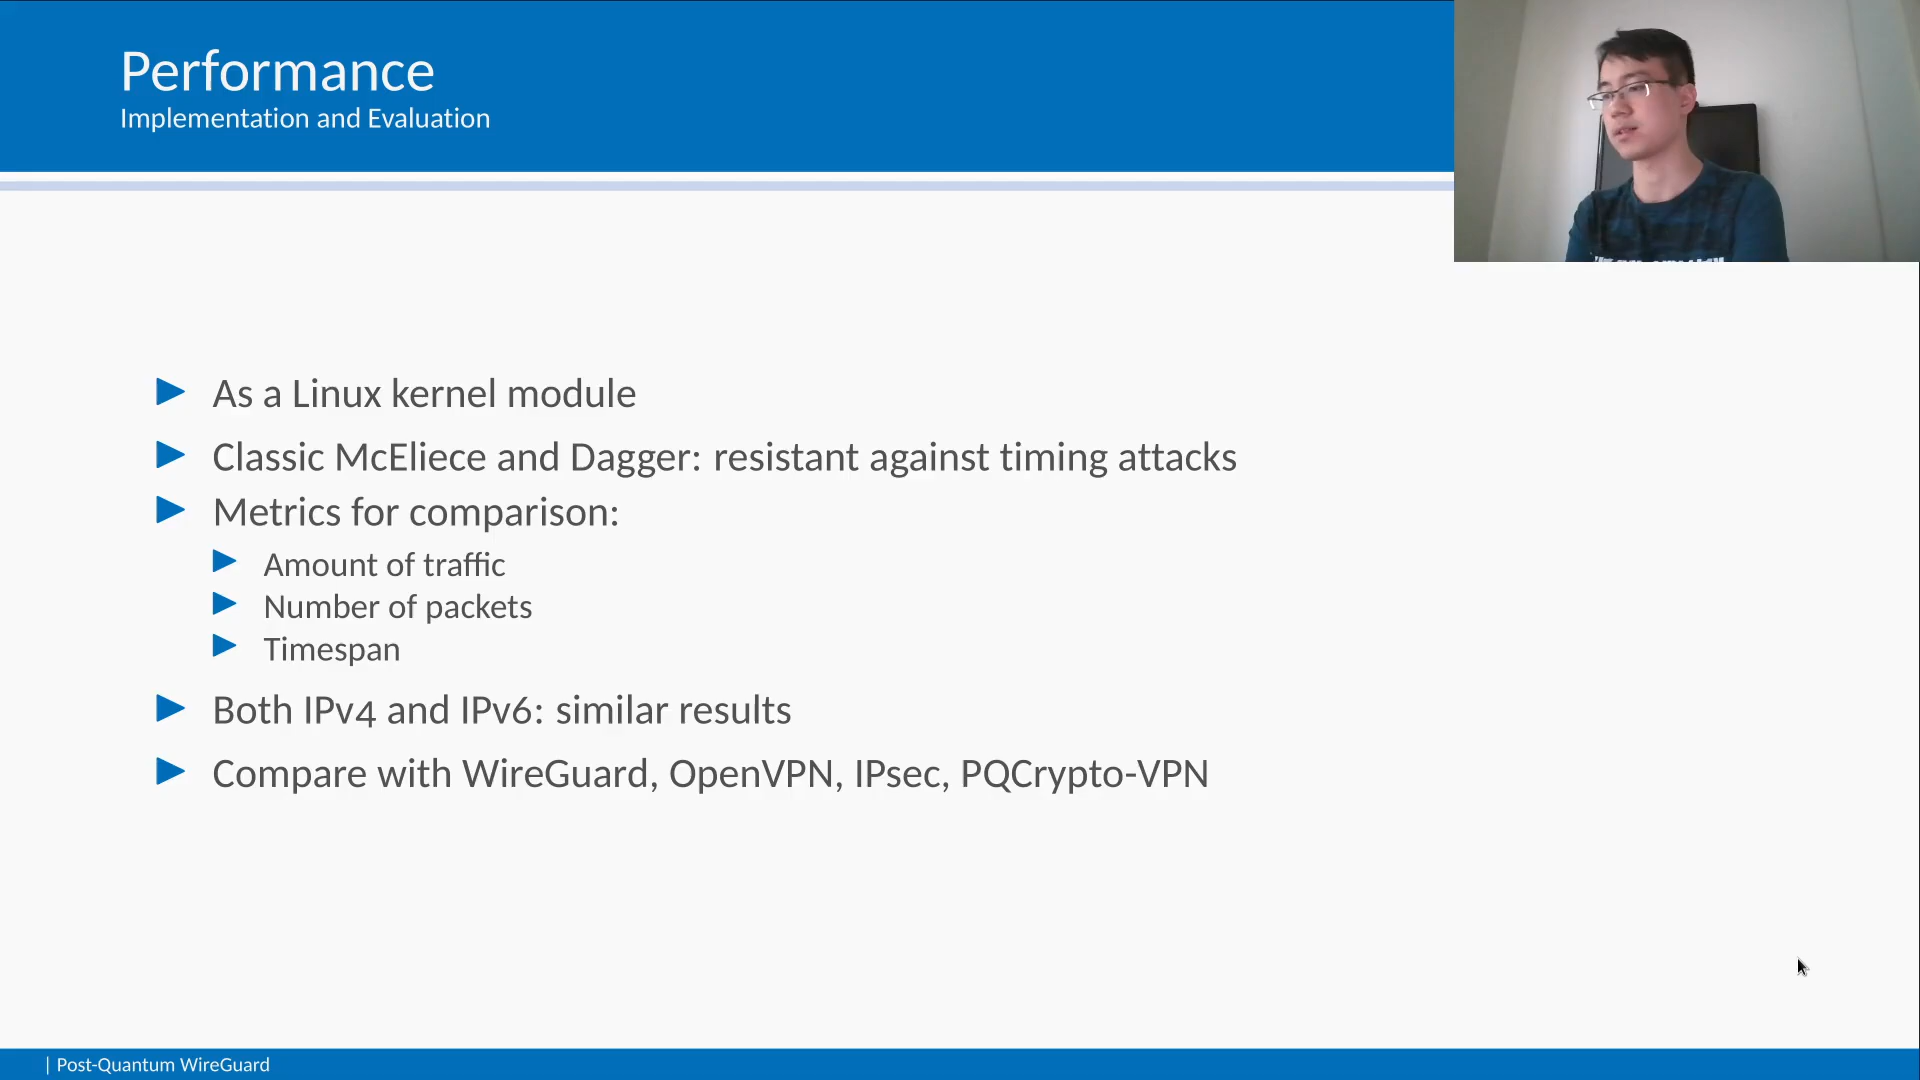 Performance
Implementation and Evaluation
As a Linux kernel module
Classic McEliece and Dagger: resistant against timing attacks
Metrics for comparison:
Amount of traffic
Number of packets
Timespan
Both IPv4 and IPv6: similar results
Compare with WireGuard, OpenVPN, IPsec, PQCrypto-VPN
| Post-Quantum WireGuard